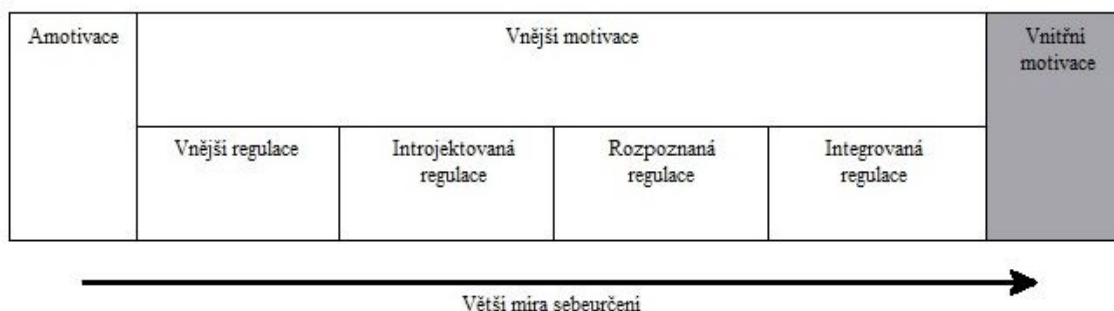 Amotivace
Vnější motivace
Vnitřní
motivace
Vnější regulace
Introjektovaná
regulace
Rozpoznaná
regulace
Integrovaná
regulace
Větší míra sebeurčení